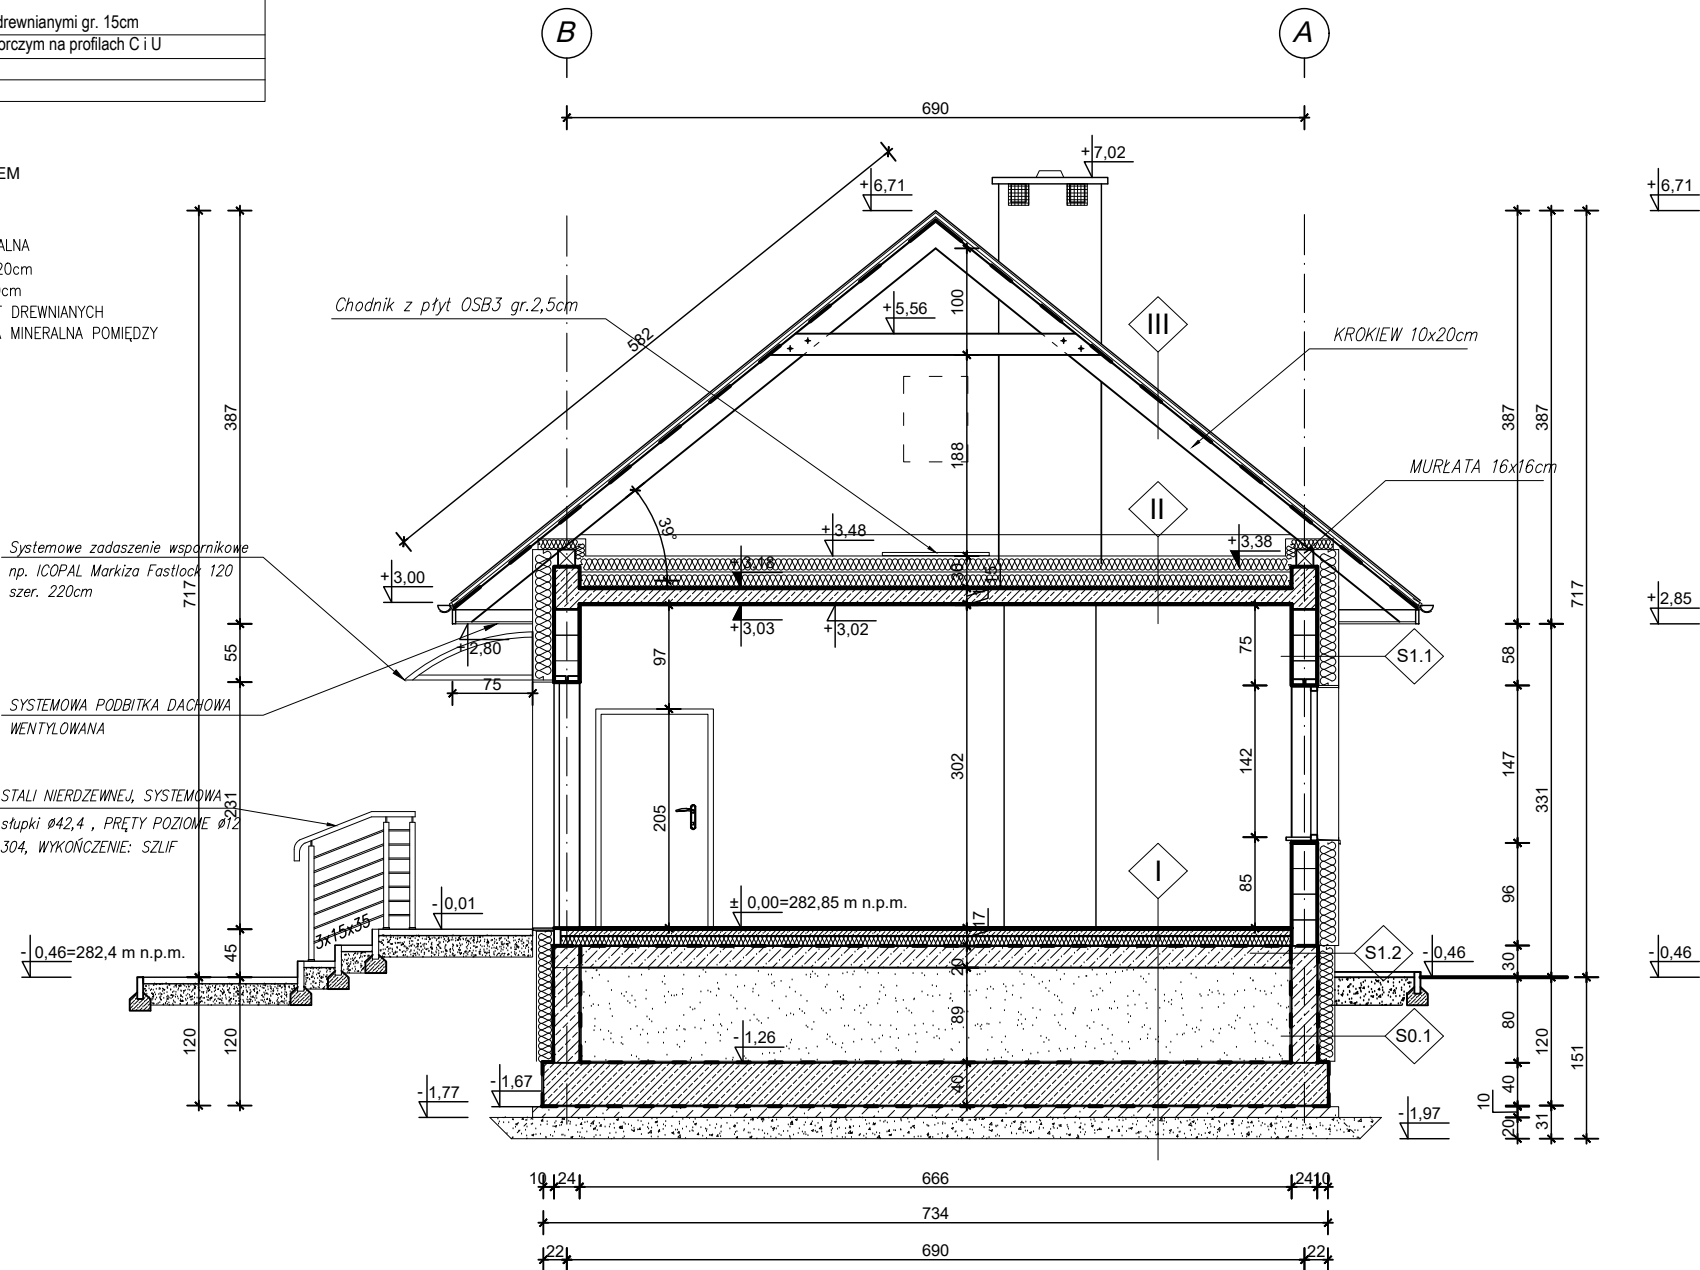 drewnianymi gr. 15cm
orczym na profilach C i U
B
A
690
EM
+7,02
+6,71
+6,71
ALNA
20cm
cm
DREWNIANYCH
MINERALNA POMIĘDZY
Chodnik z płyt OSB3 gr.2,5cm
582
+5,56
100
III
KROKIEW 10x20cm
387
387
387
188
MURŁATA 16x16cm
II
39°
+3,48
+3,38
Systemowe zadaszenie wspornikowe
np. ICOPAL Markiza Fastlock 120
szer. 220cm
717
717
+3,00
+3,18
30
15
+2,85
+3,03
+3,02
+2,80
55
97
75
58
S1.1
75
SYSTEMOWA PODBITKA DACHOWA
WENTYLOWANA
302
142
147
331
STALI NIERDZEWNEJ, SYSTEMOWA
231
słupki ø42,4 , PRĘTY POZIOME ø12
304, WYKOŃCZENIE: SZLIF
205
I
85
96
-0,01
± 0,00=282,85 m n.p.m.
17
3x15x35
-0,46=282,4 m n.p.m.
45
20
S1.2
-0,46
30
-0,46
120
120
89
-1,26
S0.1
80
120
151
-1,77
-1,67
40
40
10
20
31
-1,97
10
24
666
24
10
734
22
690
22